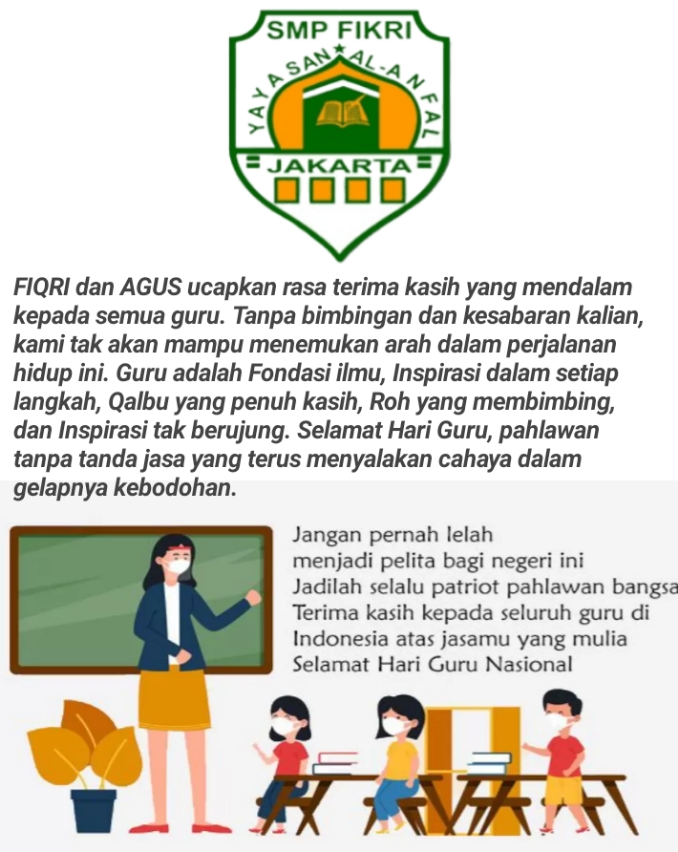 SMP FIKRI
YAYASAN AL-ANFAL
= JAKARTA =
FIQRI dan AGUS ucapkan rasa terima kasih yang mendalam
kepada semua guru. Tanpa bimbingan dan kesabaran kalian,
kami tak akan mampu menemukan arah dalam perjalanan
hidup ini. Guru adalah Fondasi ilmu, Inspirasi dalam setiap
langkah, Qalbu yang penuh kasih, Roh yang membimbing,
dan Inspirasi tak berujung. Selamat Hari Guru, pahlawan
tanpa tanda jasa yang terus menyalakan cahaya dalam
gelapnya kebodohan.
Jangan pernah lelah
menjadi pelita bagi negeri ini
Jadilah selalu patriot pahlawan bangsa
Terima kasih kepada seluruh guru di
Indonesia atas jasamu yang mulia
Selamat Hari Guru Nasional